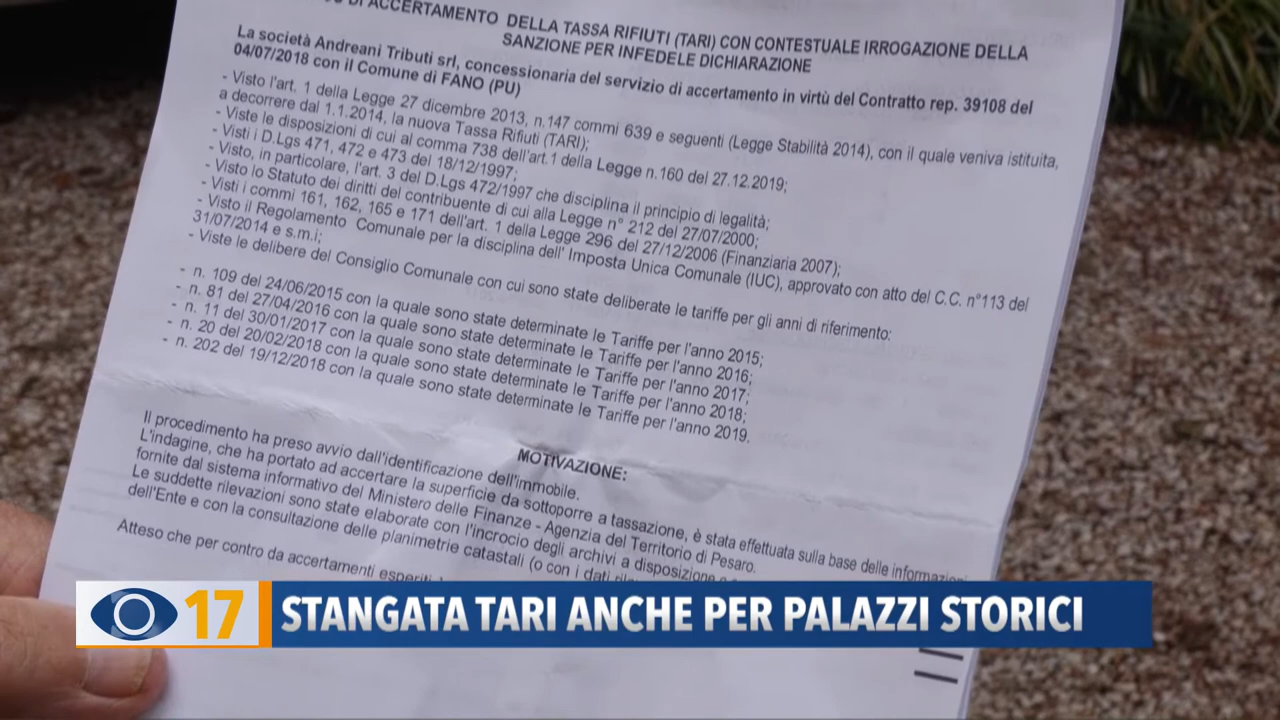 DI ACCERTAMENTO DELLA TASSA RIFIUTI (TARI) CON CONTESTUALE IRROGAZIONE DELLA
SANZIONE PER INFEDELE DICHIARAZIONE
La società Andreani Tributi srl, concessionaria del servizio di accertamento in virtù del Contratto rep. 39108 del
04/07/2018 con il Comune di FANO (PU)
- Visto l'art. 1 della Legge 27 dicembre 2013, n.147 commi 639 e seguenti (Legge Stabilità 2014), con il quale veniva istituita,
a decorrere dal 1.1.2014, la nuova Tassa Rifiuti (TARI);
- Viste le disposizioni di cui al comma 738 dell'art.1 della Legge n.160 del 27.12.2019;
- Visti i D.Lgs 471, 472 e 473 del 18/12/1997;
- Visto, in particolare, l'art. 3 del D.Lgs 472/1997 che disciplina il principio di legalità;
- Visto lo Statuto dei diritti del contribuente di cui alla Legge n° 212 del 27/07/2000;
- Visti i commi 161, 162, 165 e 171 dell'art. 1 della Legge 296 del 27/12/2006 (Finanziaria 2007);
- Visto il Regolamento Comunale per la disciplina dell' Imposta Unica Comunale (IUC), approvato con atto del C.C. n°113 del
31/07/2014 e s.m.i;
- Viste le delibere del Consiglio Comunale con cui sono state deliberate le tariffe per gli anni di riferimento:
- n. 109 del 24/06/2015 con la quale sono state determinate le Tariffe per l'anno 2015;
- n. 81 del 27/04/2016 con la quale sono state determinate le Tariffe per l'anno 2016;
- n. 11 del 30/01/2017 con la quale sono state determinate le Tariffe per l'anno 2017;
- n. 20 del 20/02/2018 con la quale sono state determinate le Tariffe per l'anno 2018;
- n. 202 del 19/12/2018 con la quale sono state determinate le Tariffe per l'anno 2019.
MOTIVAZIONE:
Il procedimento ha preso avvio dall'identificazione dell'immobile.
L'indagine, che ha portato ad accertare la superficie da sottoporre a tassazione, è stata effettuata sulla base delle informazioni
fornite dal sistema informativo del Ministero delle Finanze - Agenzia del Territorio di Pesaro.
Le suddette rilevazioni sono state elaborate con l'incrocio degli archivi a disposizione
dell'Ente e con la consultazione delle planimetrie catastali (o con i dati
Atteso che per contro da accertamenti esperiti
17 STANGATA TARI ANCHE PER PALAZZI STORICI